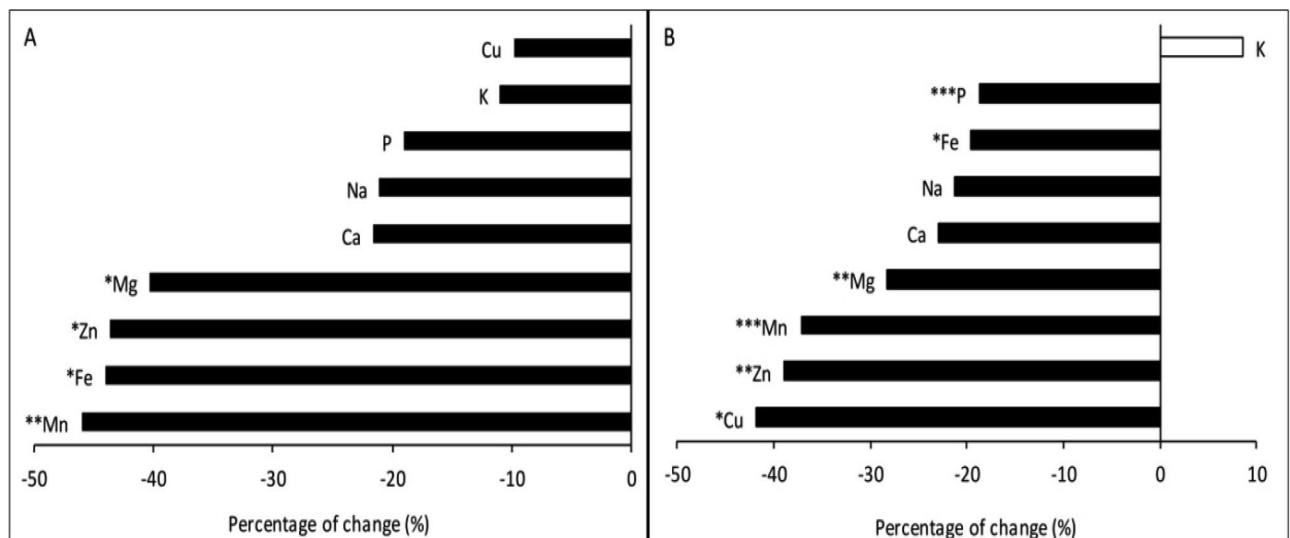 A
Cu
K
P
Na
Ca
*Mg
*Zn
*Fe
**Mn
-50 -40 -30 -20 -10 0
Percentage of change (%)
B
K
***P
*Fe
Na
Ca
**Mg
***Mn
**Zn
*Cu
-50 -40 -30 -20 -10 0 10
Percentage of change (%)